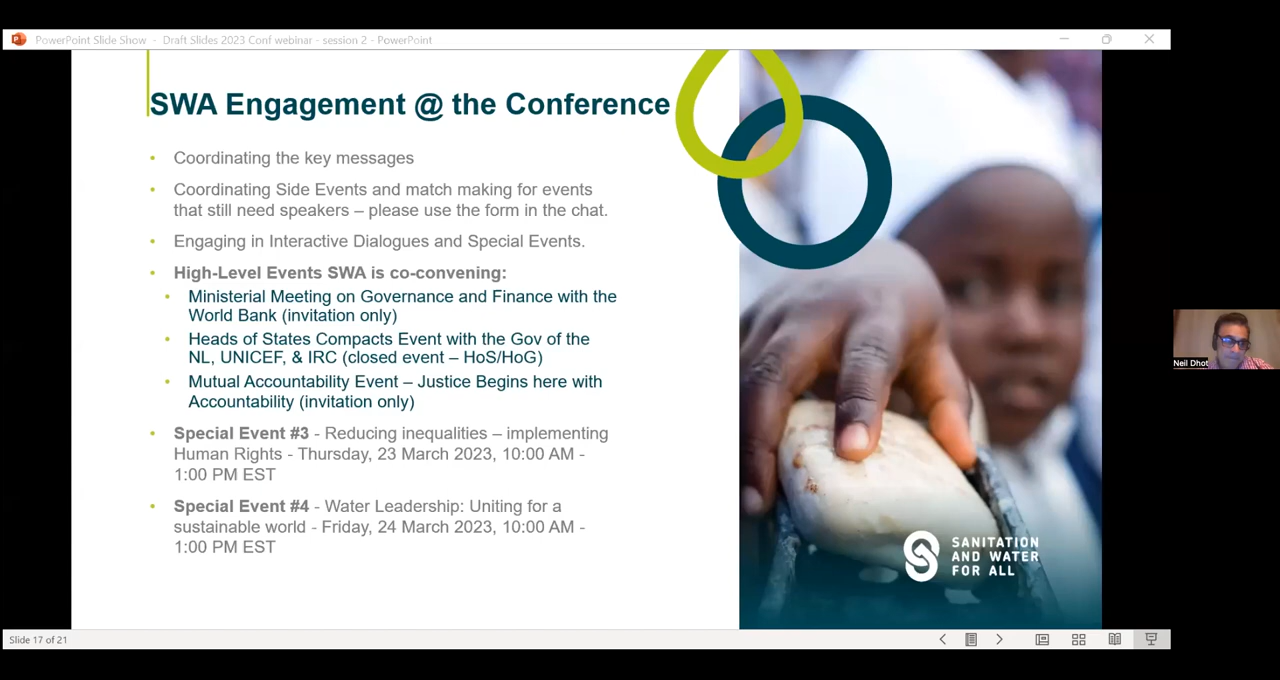 PowerPoint Slide Show - Draft Slides 2023 Conf webinar - session 2 - PowerPoint
SWA Engagement @ the Conference
• Coordinating the key messages
• Coordinating Side Events and match making for events
that still need speakers – please use the form in the chat.
• Engaging in Interactive Dialogues and Special Events.
• High-Level Events SWA is co-convening:
• Ministerial Meeting on Governance and Finance with the
World Bank (invitation only)
• Heads of States Compacts Event with the Gov of the
NL, UNICEF, & IRC (closed event – HoS/HoG)
• Mutual Accountability Event – Justice Begins here with
Accountability (invitation only)
• Special Event #3 - Reducing inequalities – implementing
Human Rights - Thursday, 23 March 2023, 10:00 AM -
1:00 PM EST
• Special Event #4 - Water Leadership: Uniting for a
sustainable world - Friday, 24 March 2023, 10:00 AM -
1:00 PM EST
SANITATION
AND WATER
FOR ALL
Neil Dhot
Slide 17 of 21